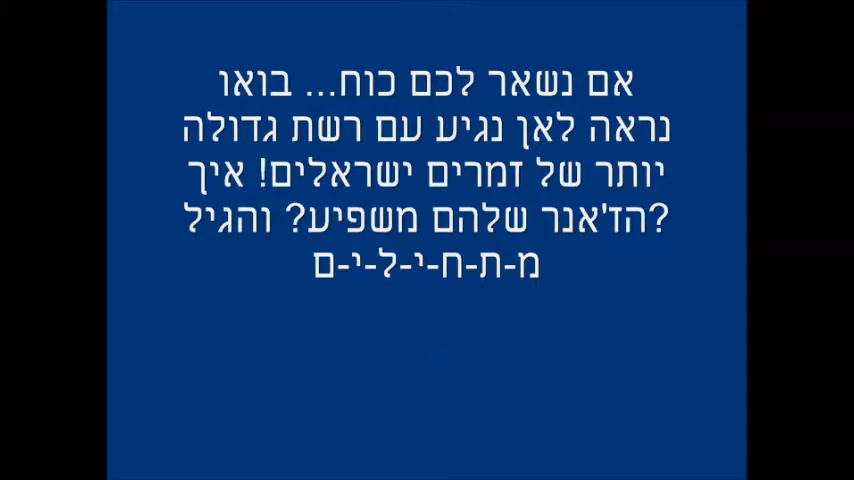 אם נשאר לכם כוח... בואו
נראה לאן נגיע עם רשת גדולה
יותר של זמרים ישראלים! איך
הז'אנר שלהם משפיע? והגיל?
מ-ת-ח-י-ל-י-ם